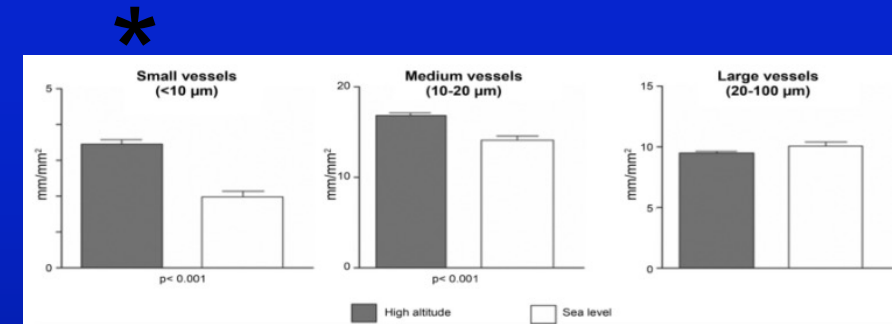 *
Small vessels
(<10 µm)
5
0
mm/mm²
p< 0.001
Medium vessels
(10-20 µm)
20
10
0
mm/mm²
p< 0.001
Large vessels
(20-100 µm)
15
10
5
0
mm/mm²
High altitude
Sea level